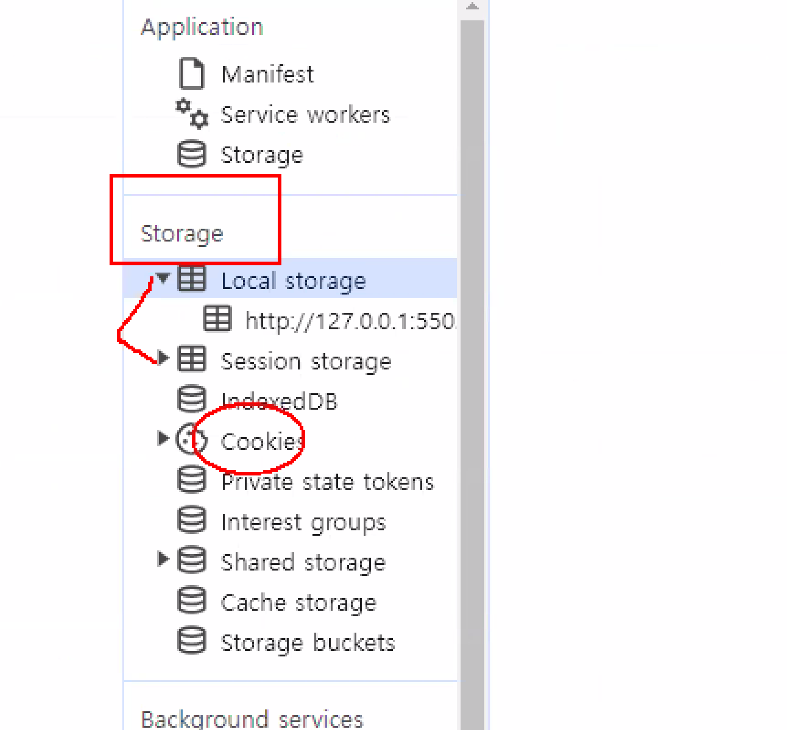 Application
Manifest
Service workers
Storage
Storage
Local storage
http://127.0.0.1:550
Session storage
IndexedDB
Cookies
Private state tokens
Interest groups
Shared storage
Cache storage
Storage buckets
Background services